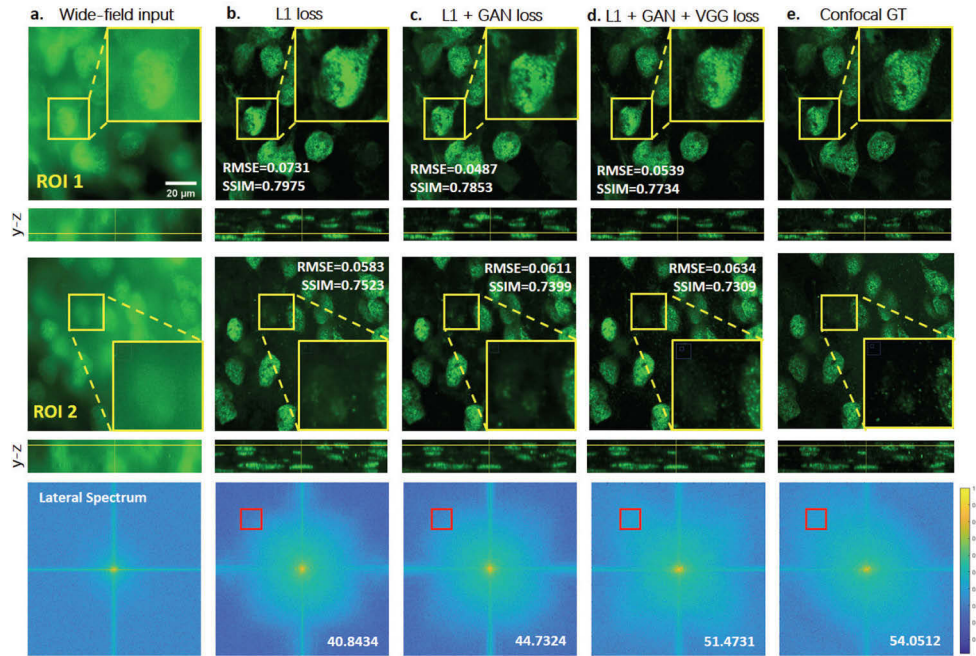 a. Wide-field input
b. L1 loss
c. L1 + GAN loss
d. L1 + GAN + VGG loss
e. Confocal GT
ROI 1
20 µm
RMSE=0.0731
SSIM=0.7975
RMSE=0.0487
SSIM=0.7853
RMSE=0.0539
SSIM=0.7734
y-z
ROI 2
RMSE=0.0583
SSIM=0.7523
RMSE=0.0611
SSIM=0.7399
RMSE=0.0634
SSIM=0.7309
y-z
Lateral Spectrum
40.8434
44.7324
51.4731
54.0512
1